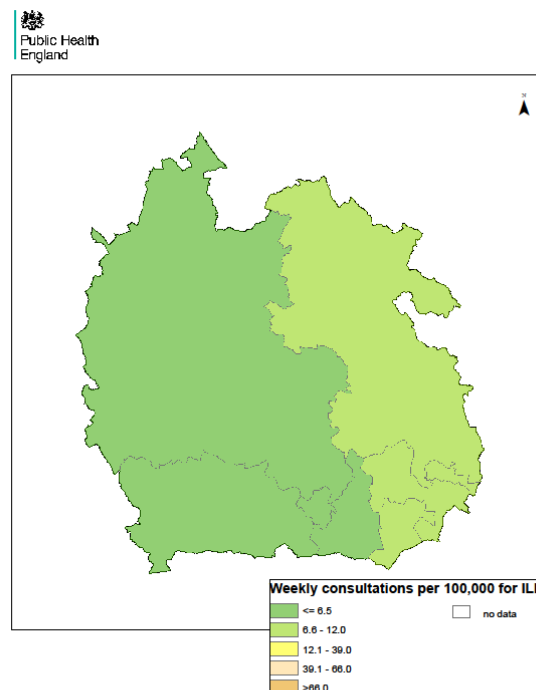 Public Health
England
Weekly consultations per 100,000 for ILI
<= 6.5
no data
6.6 - 12.0
12.1 - 39.0
39.1 - 66.0
>66.0